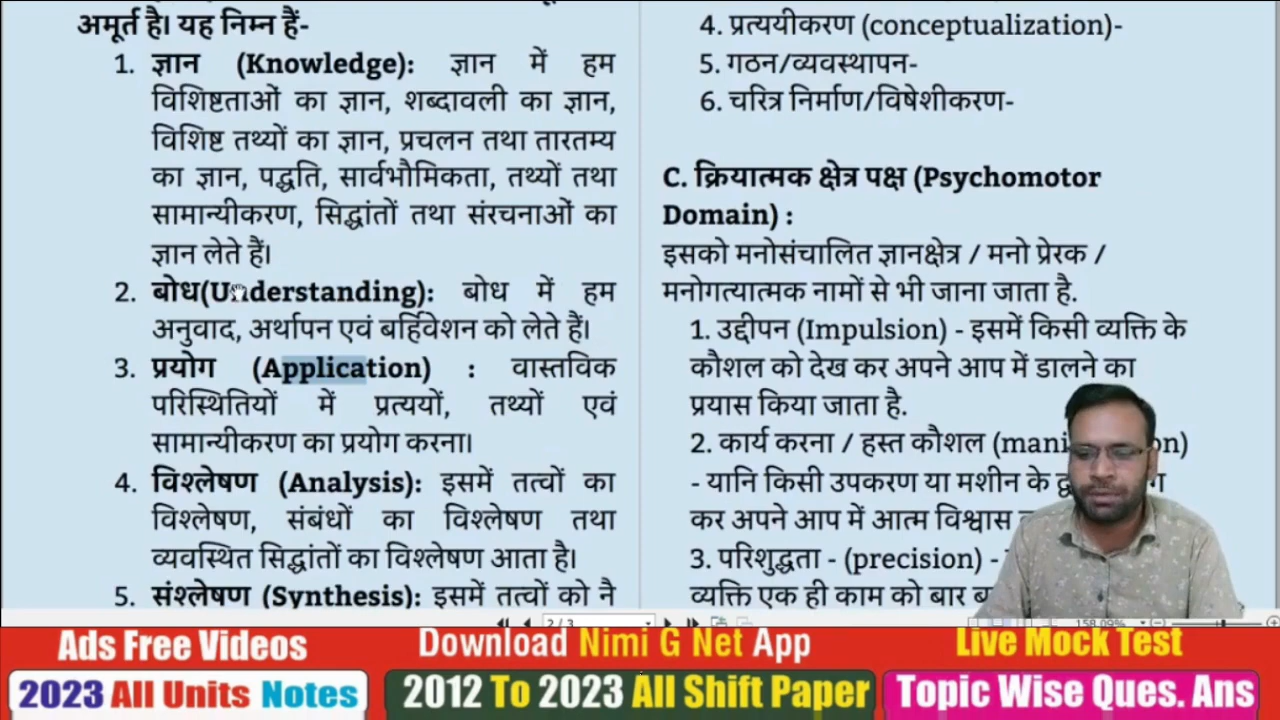 अमूर्त है। यह निम्न हैं-
1. ज्ञान (Knowledge): ज्ञान में हम
विशिष्टताओं का ज्ञान, शब्दावली का ज्ञान,
विशिष्ट तथ्यों का ज्ञान, प्रचलन तथा तारतम्य
का ज्ञान, पद्धति, सार्वभौमिकता, तथ्यों तथा
सामान्यीकरण, सिद्धांतों तथा संरचनाओं का
ज्ञान लेते हैं।
2. बोध(Understanding): बोध में हम
अनुवाद, अर्थापन एवं बर्हिवेशन को लेते हैं।
3. प्रयोग (Application) : वास्तविक
परिस्थितियों में प्रत्ययों, तथ्यों एवं
सामान्यीकरण का प्रयोग करना।
4. विश्लेषण (Analysis): इसमें तत्वों का
विश्लेषण, संबंधों का विश्लेषण तथा
व्यवस्थित सिद्धांतों का विश्लेषण आता है।
5. संश्लेषण (Synthesis): इसमें तत्वों को नै
4. प्रत्ययीकरण (conceptualization)-
5. गठन/व्यवस्थापन-
6. चरित्र निर्माण/विषेशीकरण-
C. क्रियात्मक क्षेत्र पक्ष (Psychomotor
Domain) :
इसको मनोसंचालित ज्ञानक्षेत्र / मनो प्रेरक /
मनोगत्यात्मक नामों से भी जाना जाता है.
1. उद्दीपन (Impulsion) - इसमें किसी व्यक्ति के
कौशल को देख कर अपने आप में डालने का
प्रयास किया जाता है.
2. कार्य करना / हस्त कौशल
- यानि किसी उपकरण या मशीन के
कर अपने आप में आत्म विश्वास
3. परिशुद्धता - (precision) -
व्यक्ति एक ही काम को बार
2 / 3
158.09%
Ads Free Videos
Download Nimi G Net App
Live Mock Test
2023 All Units Notes
2012 To 2023 All Shift Paper
Topic Wise Ques. Ans